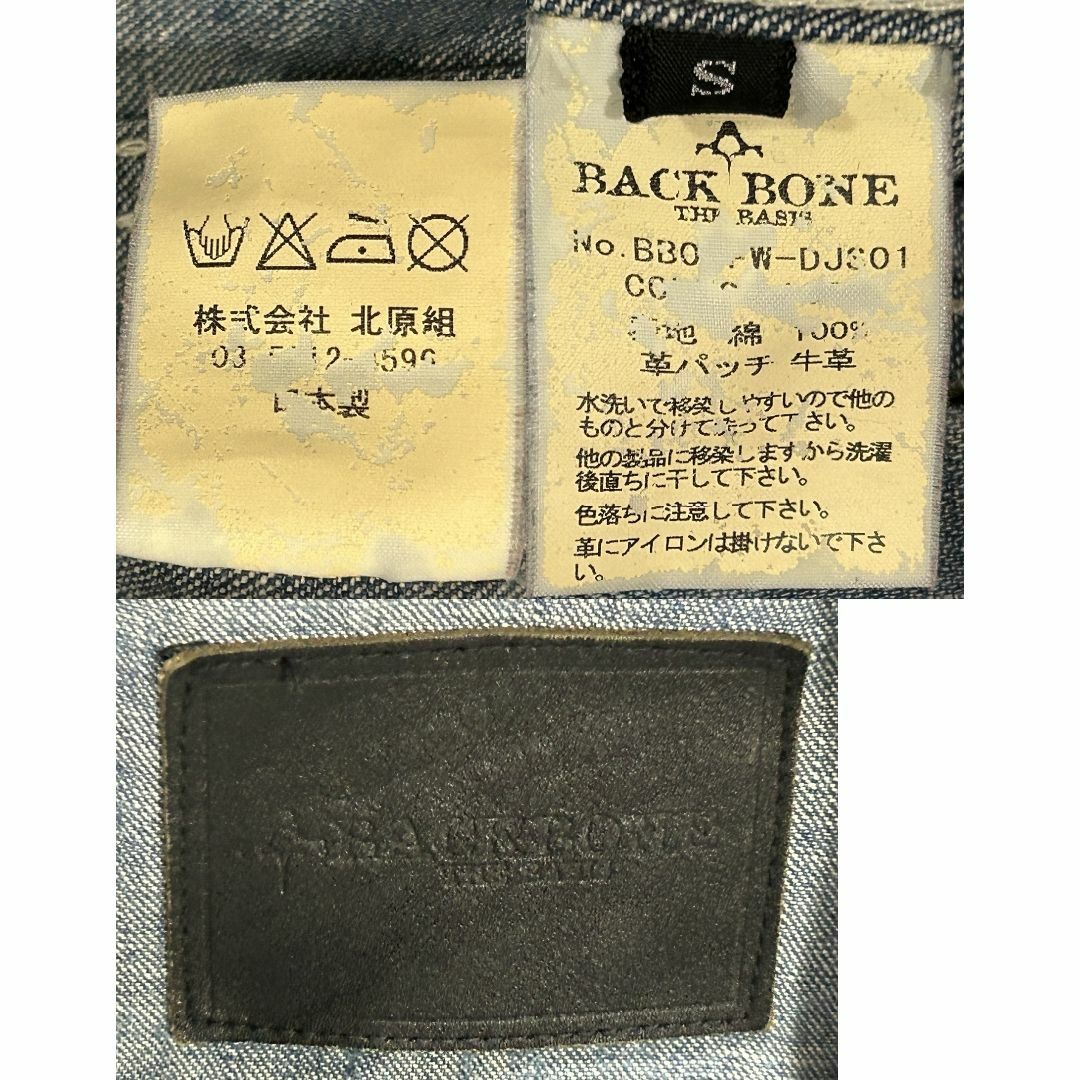 株式会社 北原組
日本製
S
BACK BONE
THE BASIS
水洗いで移染しやすいので他の
ものと分けて洗って下さい。
他の製品に移染しますから洗濯
後直ちに干して下さい。
色落ちに注意して下さい。
革にアイロンは掛けないで下さ
い。
革パッチ 牛革
綿 100%
BACKBONE